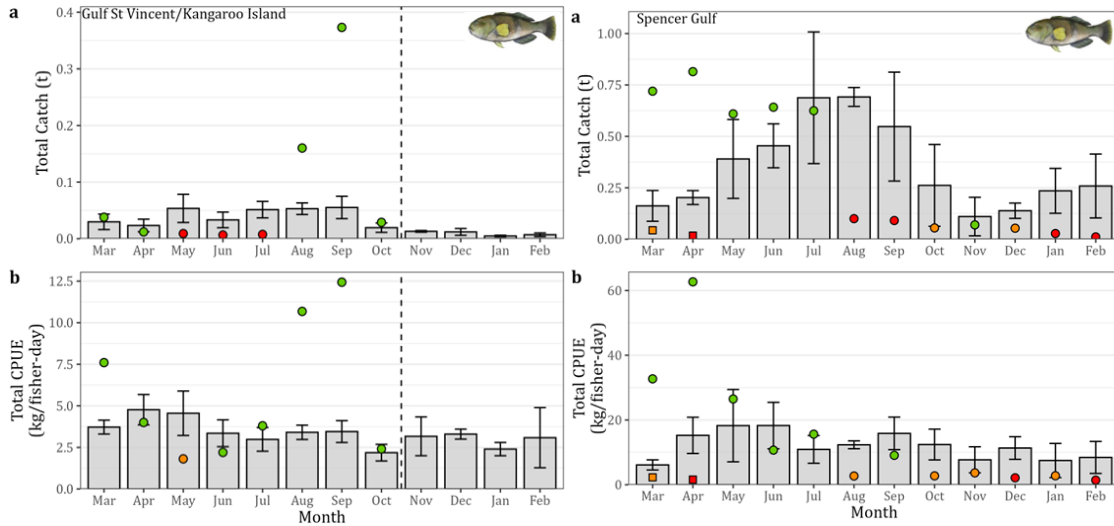 a Gulf St Vincent/Kangaroo Island
0.4
0.3
0.2
0.1
0.0
Total Catch (t)
Mar Apr May Jun Jul Aug Sep Oct Nov Dec Jan Feb
b
12.5
10.0
7.5
5.0
2.5
0.0
Total CPUE
(kg/fisher-day)
Mar Apr May Jun Jul Aug Sep Oct Nov Dec Jan Feb
Month
a Spencer Gulf
1.00
0.75
0.50
0.25
0.00
Total Catch (t)
Mar Apr May Jun Jul Aug Sep Oct Nov Dec Jan Feb
b
60
40
20
0
Total CPUE
(kg/fisher-day)
Mar Apr May Jun Jul Aug Sep Oct Nov Dec Jan Feb
Month